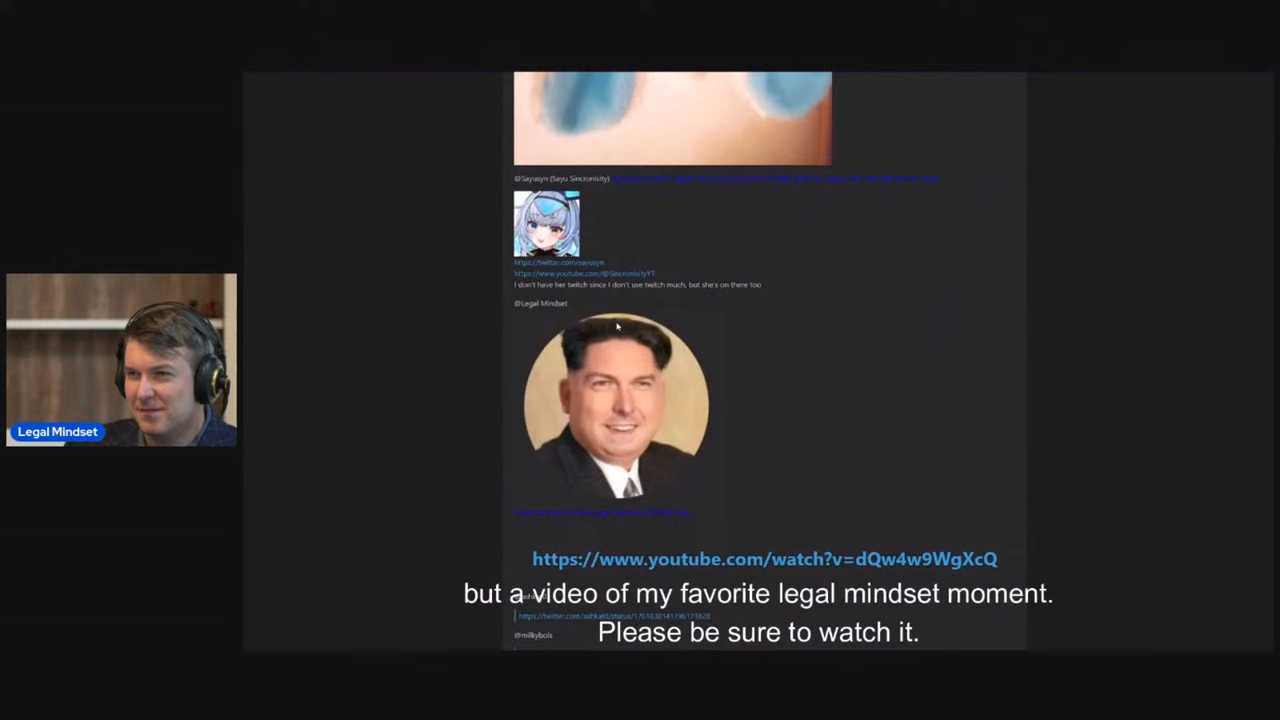 @Sayusyn (Sayu Sincronisity)
https://twitter.com/sayusyn
https://www.youtube.com/@SincronisityYT
I don't have her twitch since I don't use twitch much, but she's on there too
@Legal Mindset
Legal Mindset
https://www.youtube.com/watch?v=dQw4w9WgXcQ
but a video of my favorite legal mindset moment.
Please be sure to watch it.
@milkybois